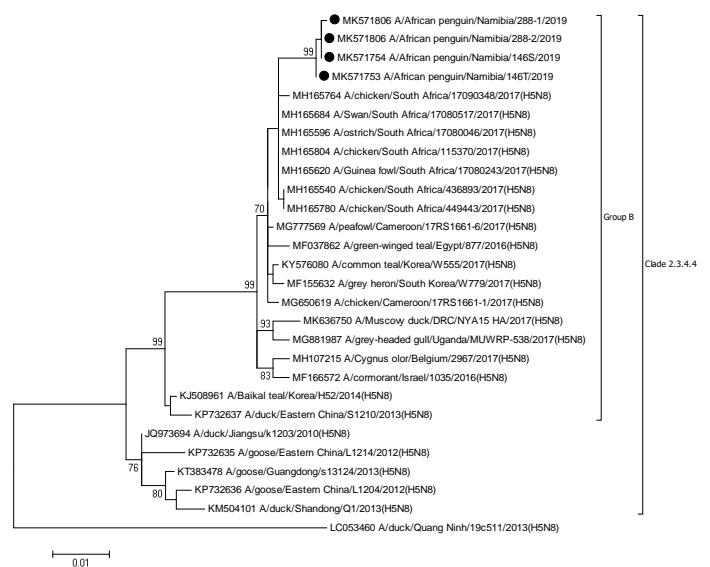 MK571806 A/African penguin/Namibia/288-1/2019
MK571806 A/African penguin/Namibia/288-2/2019
MK571754 A/African penguin/Namibia/146S/2019
99
MK571753 A/African penguin/Namibia/146T/2019
MH165764 A/chicken/South Africa/17090348/2017(H5N8)
MH165684 A/Swan/South Africa/17080517/2017(H5N8)
MH165596 A/ostrich/South Africa/17080046/2017(H5N8)
MH165804 A/chicken/South Africa/115370/2017(H5N8)
MH165620 A/Guinea fowl/South Africa/17080243/2017(H5N8)
MH165540 A/chicken/South Africa/436893/2017(H5N8)
70
MH165780 A/chicken/South Africa/449443/2017(H5N8)
Group B
MG777569 A/peafowl/Cameroon/17RS1661-6/2017(H5N8)
MF037862 A/green-winged teal/Egypt/877/2016(H5N8)
KY576080 A/common teal/Korea/W555/2017(H5N8)
Clade 2.3.4.4
99
MF155632 A/grey heron/South Korea/W779/2017(H5N8)
MG650619 A/chicken/Cameroon/17RS1661-1/2017(H5N8)
93
MK636750 A/Muscovy duck/DRC/NYA15 HA/2017(H5N8)
99
MG881987 A/grey-headed gull/Uganda/MUWRP-538/2017(H5N8)
MH107215 A/Cygnus olor/Belgium/2967/2017(H5N8)
83
MF166572 A/cormorant/Israel/1035/2016(H5N8)
KJ508961 A/Baikal teal/Korea/H52/2014(H5N8)
KP732637 A/duck/Eastern China/S1210/2013(H5N8)
JQ973694 A/duck/Jiangsu/k1203/2010(H5N8)
KP732635 A/goose/Eastern China/L1214/2012(H5N8)
76
KT383478 A/goose/Guangdong/s13124/2013(H5N8)
80
KP732636 A/goose/Eastern China/L1204/2012(H5N8)
KM504101 A/duck/Shandong/Q1/2013(H5N8)
LC053460 A/duck/Quang Ninh/19c511/2013(H5N8)
0.01